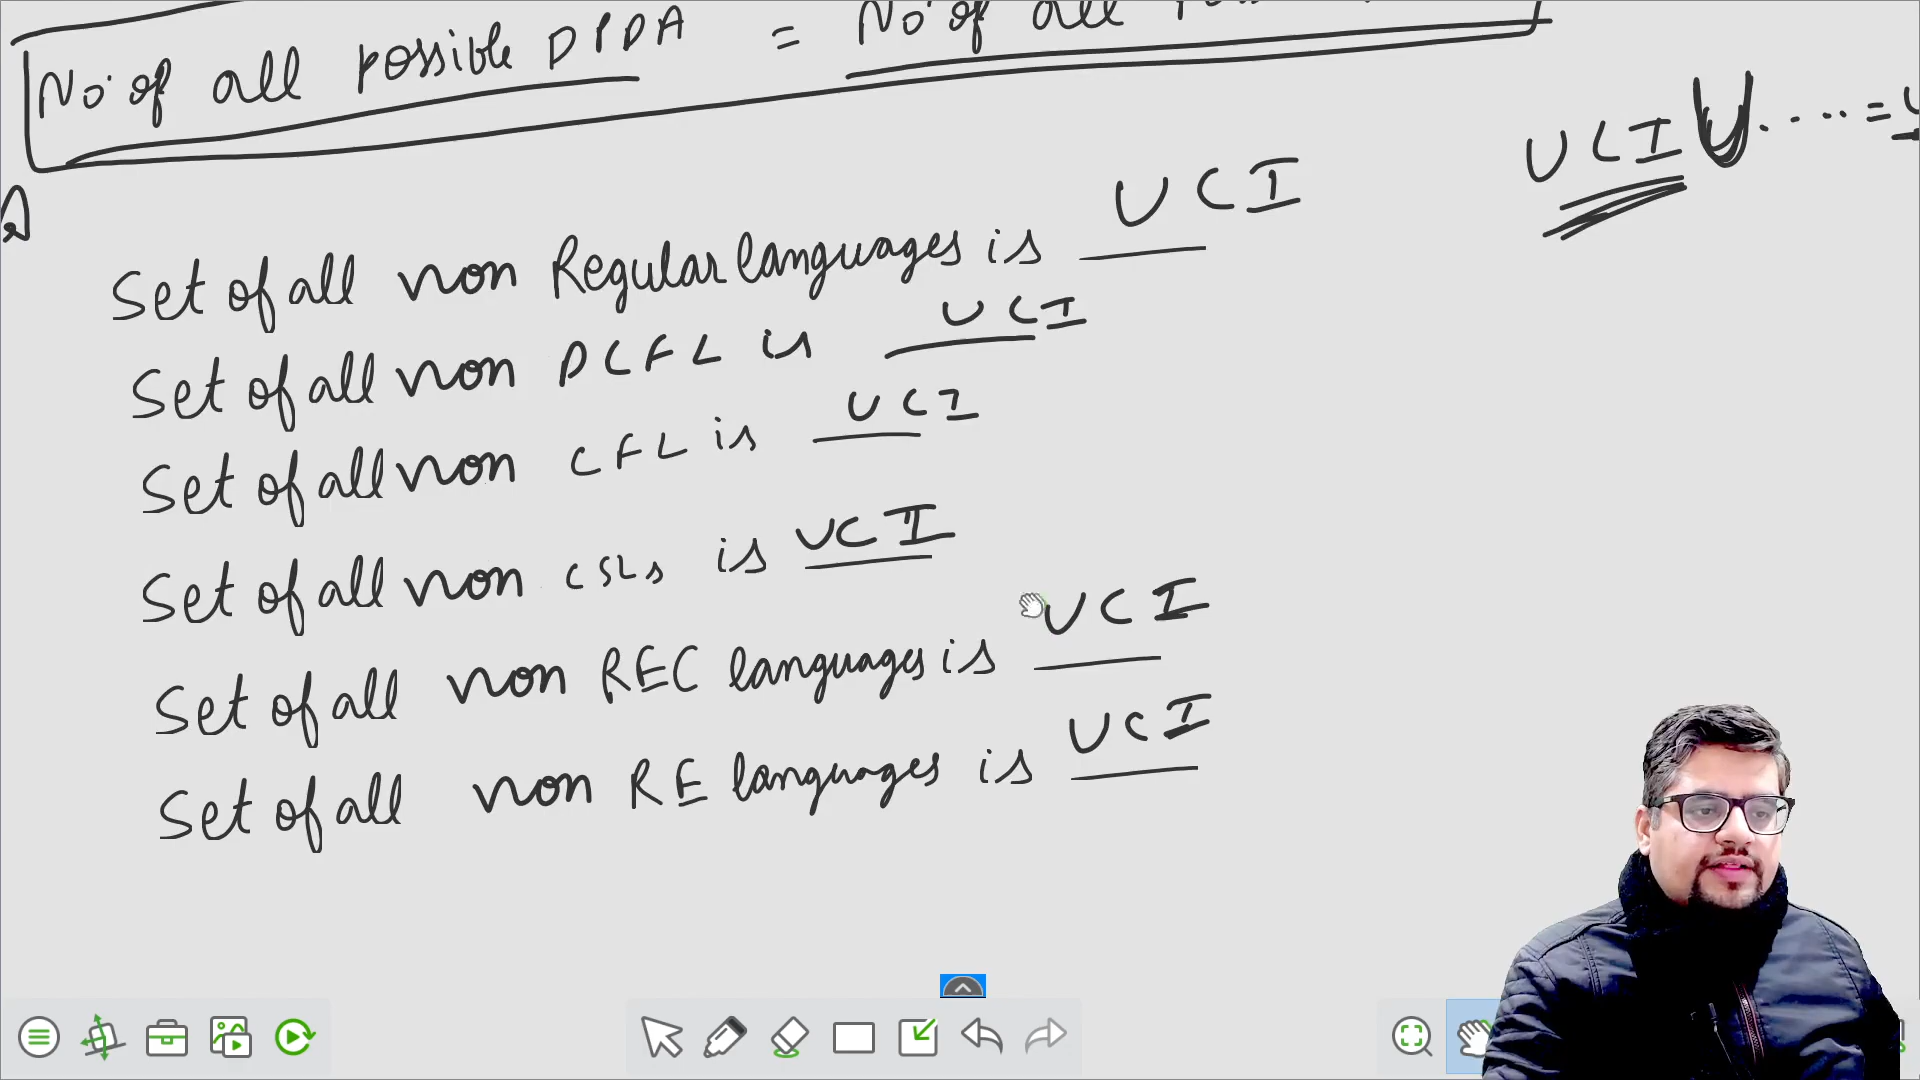 No. of all possible DPDA = No. of all
UCI U ..... =
Set of all non Regular languages is UCI
Set of all non DCFL is UCI
Set of all non CFL is UCI
Set of all non CSLs is UCI
Set of all non REC languages is UCI
Set of all non RE languages is UCI